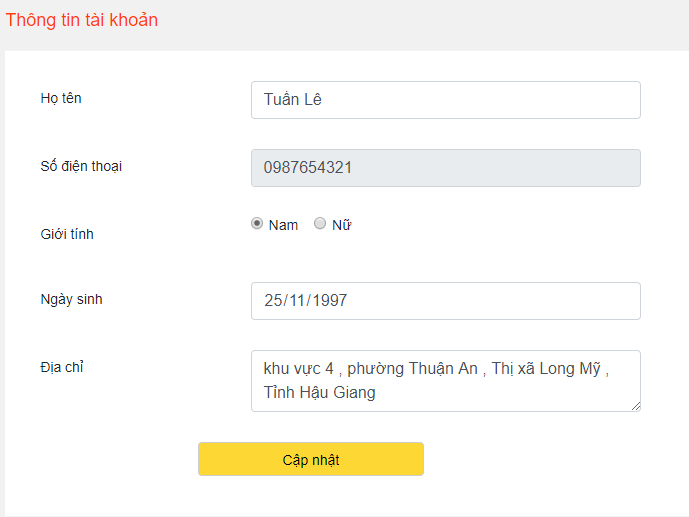 Thông tin tài khoản
Họ tên
Tuấn Lê
Số điện thoại
0987654321
Giới tính
Nam Nữ
Ngày sinh
25/11/1997
Địa chỉ
khu vực 4 , phường Thuận An , Thị xã Long Mỹ ,
Tỉnh Hậu Giang
Cập nhật